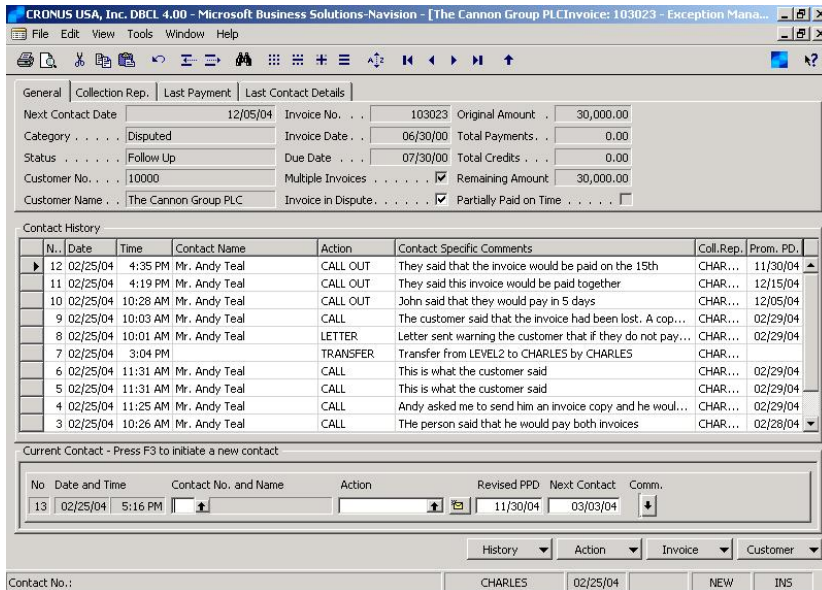 CRONUS USA, Inc. DBCL 4.00 - Microsoft Business Solutions-Navision - [The Cannon Group PLCInvoice: 103023 - Exception Mana...
File Edit View Tools Window Help
General Collection Rep. Last Payment Last Contact Details
Next Contact Date 12/05/04 Invoice No. . . 103023 Original Amount . 30,000.00
Category . . . . . Disputed Invoice Date . . 06/30/00 Total Payments. . 0.00
Status . . . . . . Follow Up Due Date . . . 07/30/00 Total Credits . . . 0.00
Customer No. . . . 10000 Multiple Invoices . . . . . . Remaining Amount 30,000.00
Customer Name . . The Cannon Group PLC Invoice in Dispute. . . . . . Partially Paid on Time . . . . .
Contact History
N.. Date Time Contact Name Action Contact Specific Comments Coll.Rep. Prom. PD.
12 02/25/04 4:35 PM Mr. Andy Teal CALL OUT They said that the invoice would be paid on the 15th CHAR... 11/30/04
11 02/25/04 4:19 PM Mr. Andy Teal CALL OUT They said this invoice would be paid together CHAR... 12/15/04
10 02/25/04 10:28 AM Mr. Andy Teal CALL OUT John said that they would pay in 5 days CHAR... 12/05/04
9 02/25/04 10:03 AM Mr. Andy Teal CALL The customer said that the invoice had been lost. A cop... CHAR... 02/29/04
8 02/25/04 10:01 AM Mr. Andy Teal LETTER Letter sent warning the customer that if they do not pay... CHAR... 02/29/04
7 02/25/04 3:04 PM TRANSFER Transfer from LEVEL2 to CHARLES by CHARLES CHAR...
6 02/25/04 11:31 AM Mr. Andy Teal CALL This is what the customer said CHAR... 02/29/04
5 02/25/04 11:31 AM Mr. Andy Teal CALL This is what the customer said CHAR... 02/29/04
4 02/25/04 11:25 AM Mr. Andy Teal CALL Andy asked me to send him an invoice copy and he woul... CHAR... 02/29/04
3 02/25/04 10:26 AM Mr. Andy Teal CALL THe person said that he would pay both invoices CHAR... 02/28/04
Current Contact - Press F3 to initiate a new contact
No Date and Time Contact No. and Name Action Revised PPD Next Contact Comm.
13 02/25/04 5:16 PM 11/30/04 03/03/04
History Action Invoice Customer
Contact No.: CHARLES 02/25/04 NEW INS